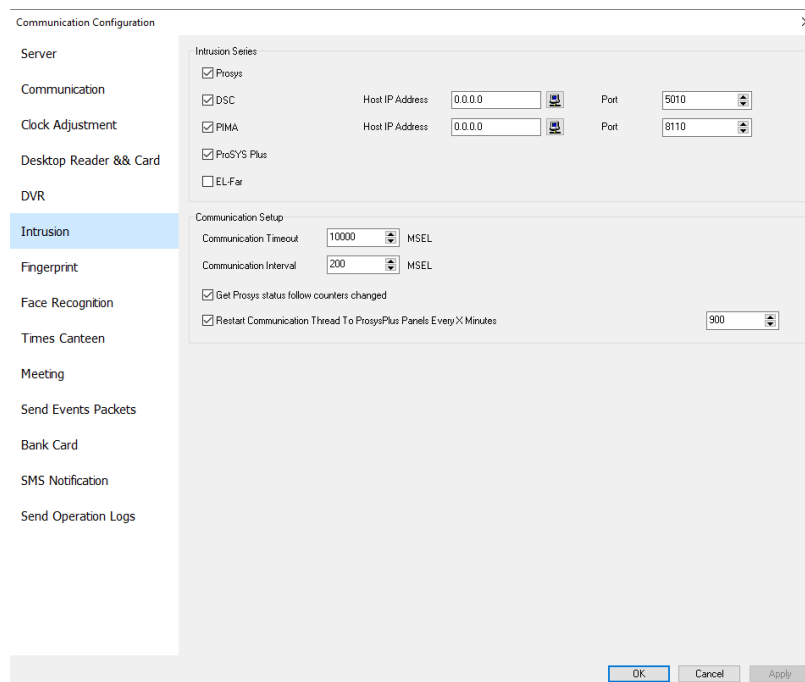 Communication Configuration
Server
Communication
Clock Adjustment
Desktop Reader && Card
DVR
Intrusion
Fingerprint
Face Recognition
Times Canteen
Meeting
Send Events Packets
Bank Card
SMS Notification
Send Operation Logs
Intrusion Series
Prosys
DSC Host IP Address 0.0.0.0 Port 5010
PIMA Host IP Address 0.0.0.0 Port 8110
ProSYS Plus
EL-Far
Communication Setup
Communication Timeout 10000 MSEL
Communication Interval 200 MSEL
Get Prosys status follow counters changed
Restart Communication Thread To ProsysPlus Panels Every X Minutes 900
OK Cancel Apply